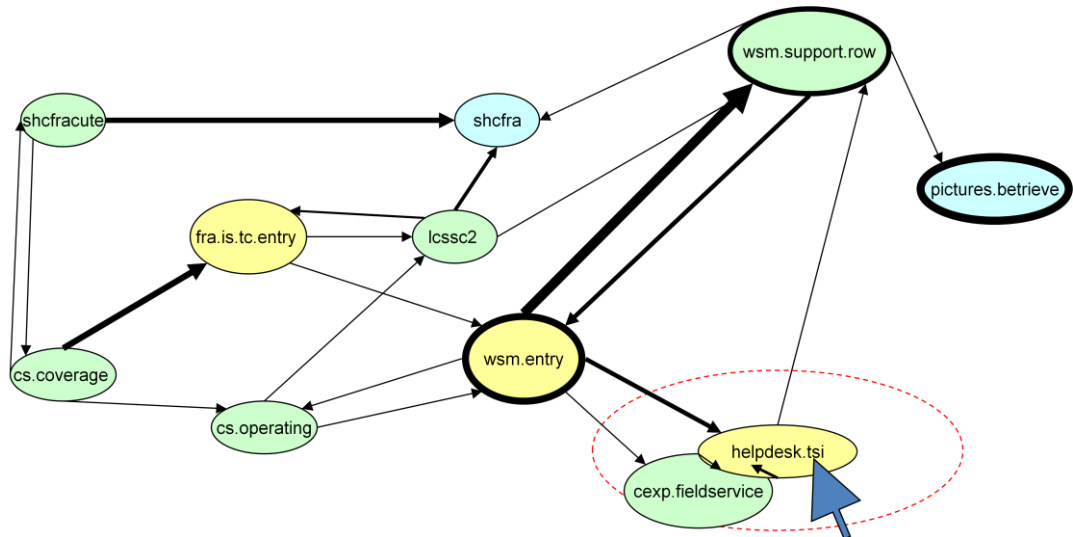 wsm.support.row
shcfracute
shcfra
pictures.betrieve
fra.is.tc.entry
lcssc2
wsm.entry
cs.coverage
cs.operating
helpdesk.tsi
cexp.fieldservice